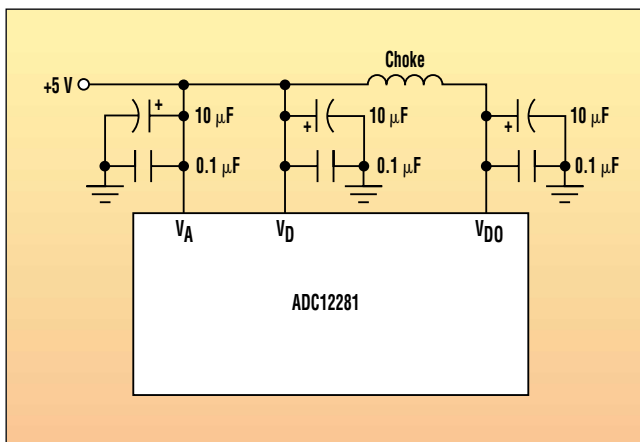 Choke
+5 V
+ 10 μF + 10 μF + 10 μF
0.1 μF 0.1 μF 0.1 μF
VA VD VDO
ADC12281